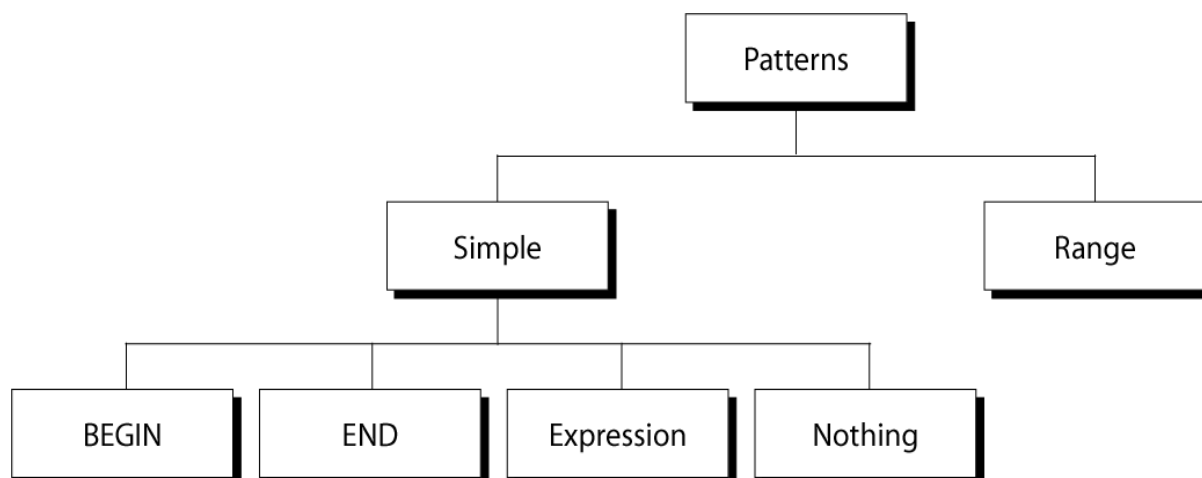 Patterns
Simple
Range
BEGIN
END
Expression
Nothing